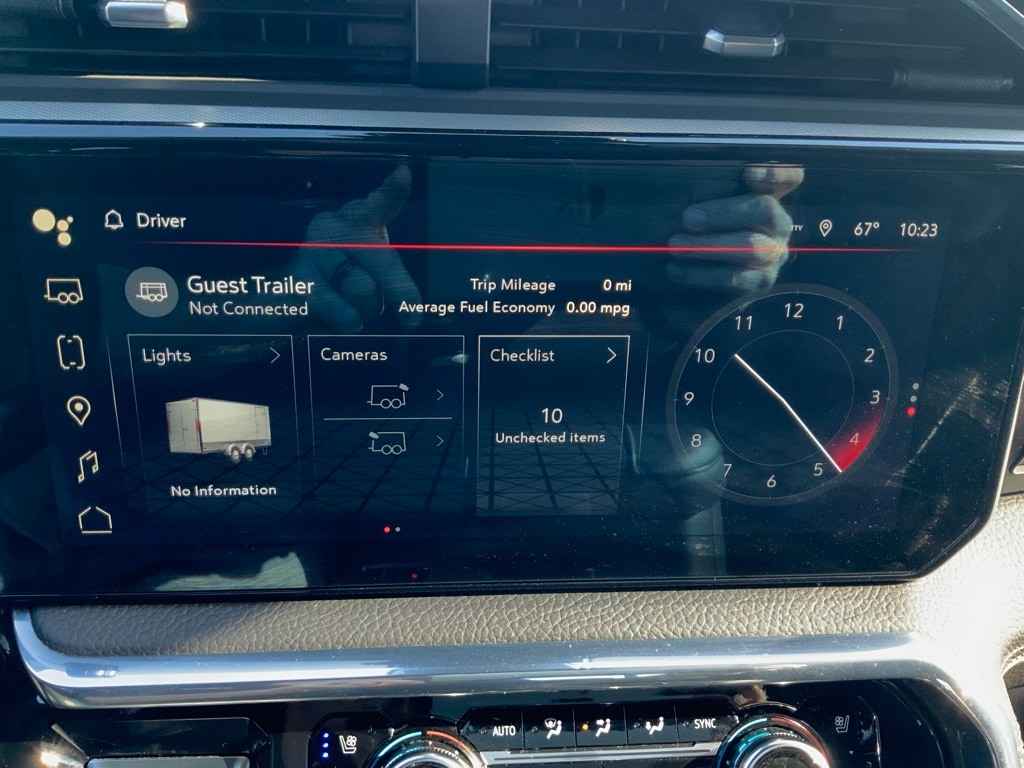 Driver
67° 10:23
Guest Trailer
Not Connected
Trip Mileage 0 mi
Average Fuel Economy 0.00 mpg
Lights
Cameras
Checklist
10
Unchecked items
No Information
12
1
2
3
4
5
6
7
8
9
10
11
AUTO
SYNC